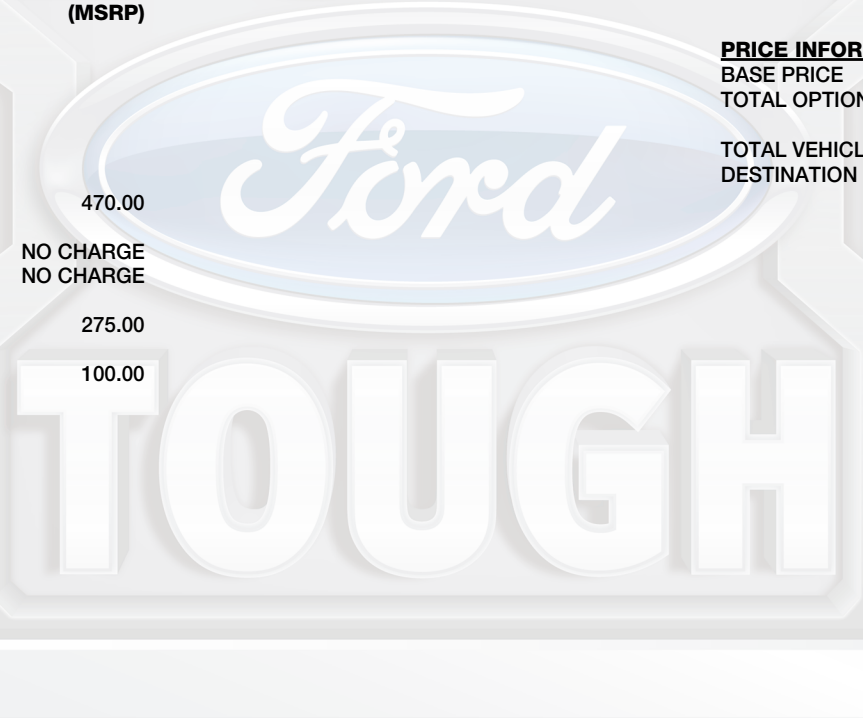 (MSRP)
470.00
NO CHARGE
NO CHARGE
275.00
100.00
PRICE INFOR
BASE PRICE
TOTAL OPTION
TOTAL VEHICL
DESTINATION
Ford
TOUGH